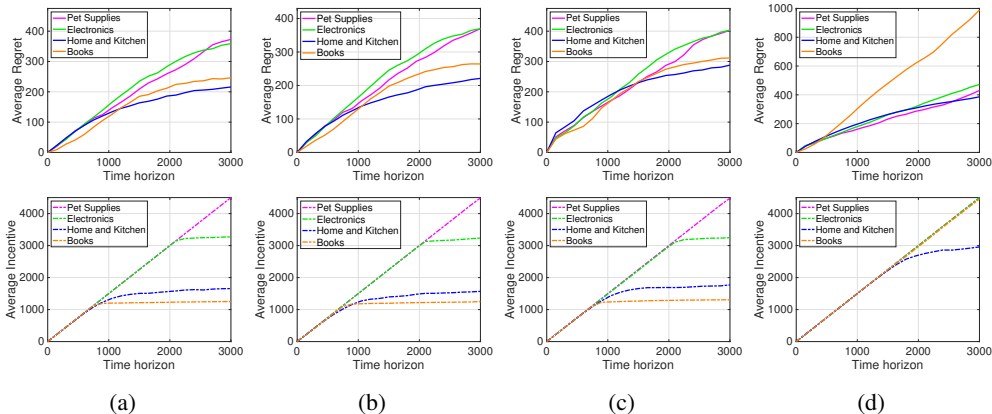 Average Regret
400
300
200
100
0
Pet Supplies
Electronics
Home and Kitchen
Books
0 1000 2000 3000
Time horizon
Average Regret
400
300
200
100
0
Pet Supplies
Electronics
Home and Kitchen
Books
0 1000 2000 3000
Time horizon
Average Regret
400
300
200
100
0
Pet Supplies
Electronics
Home and Kitchen
Books
0 1000 2000 3000
Time horizon
Average Regret
1000
800
600
400
200
0
Pet Supplies
Electronics
Home and Kitchen
Books
0 1000 2000 3000
Time horizon
Average Incentive
4000
3000
2000
1000
0
Pet Supplies
Electronics
Home and Kitchen
Books
0 1000 2000 3000
Time horizon
Average Incentive
4000
3000
2000
1000
0
Pet Supplies
Electronics
Home and Kitchen
Books
0 1000 2000 3000
Time horizon
Average Incentive
4000
3000
2000
1000
0
Pet Supplies
Electronics
Home and Kitchen
Books
0 1000 2000 3000
Time horizon
Average Incentive
4000
3000
2000
1000
0
Pet Supplies
Electronics
Home and Kitchen
Books
0 1000 2000 3000
Time horizon
(a) (b) (c) (d)